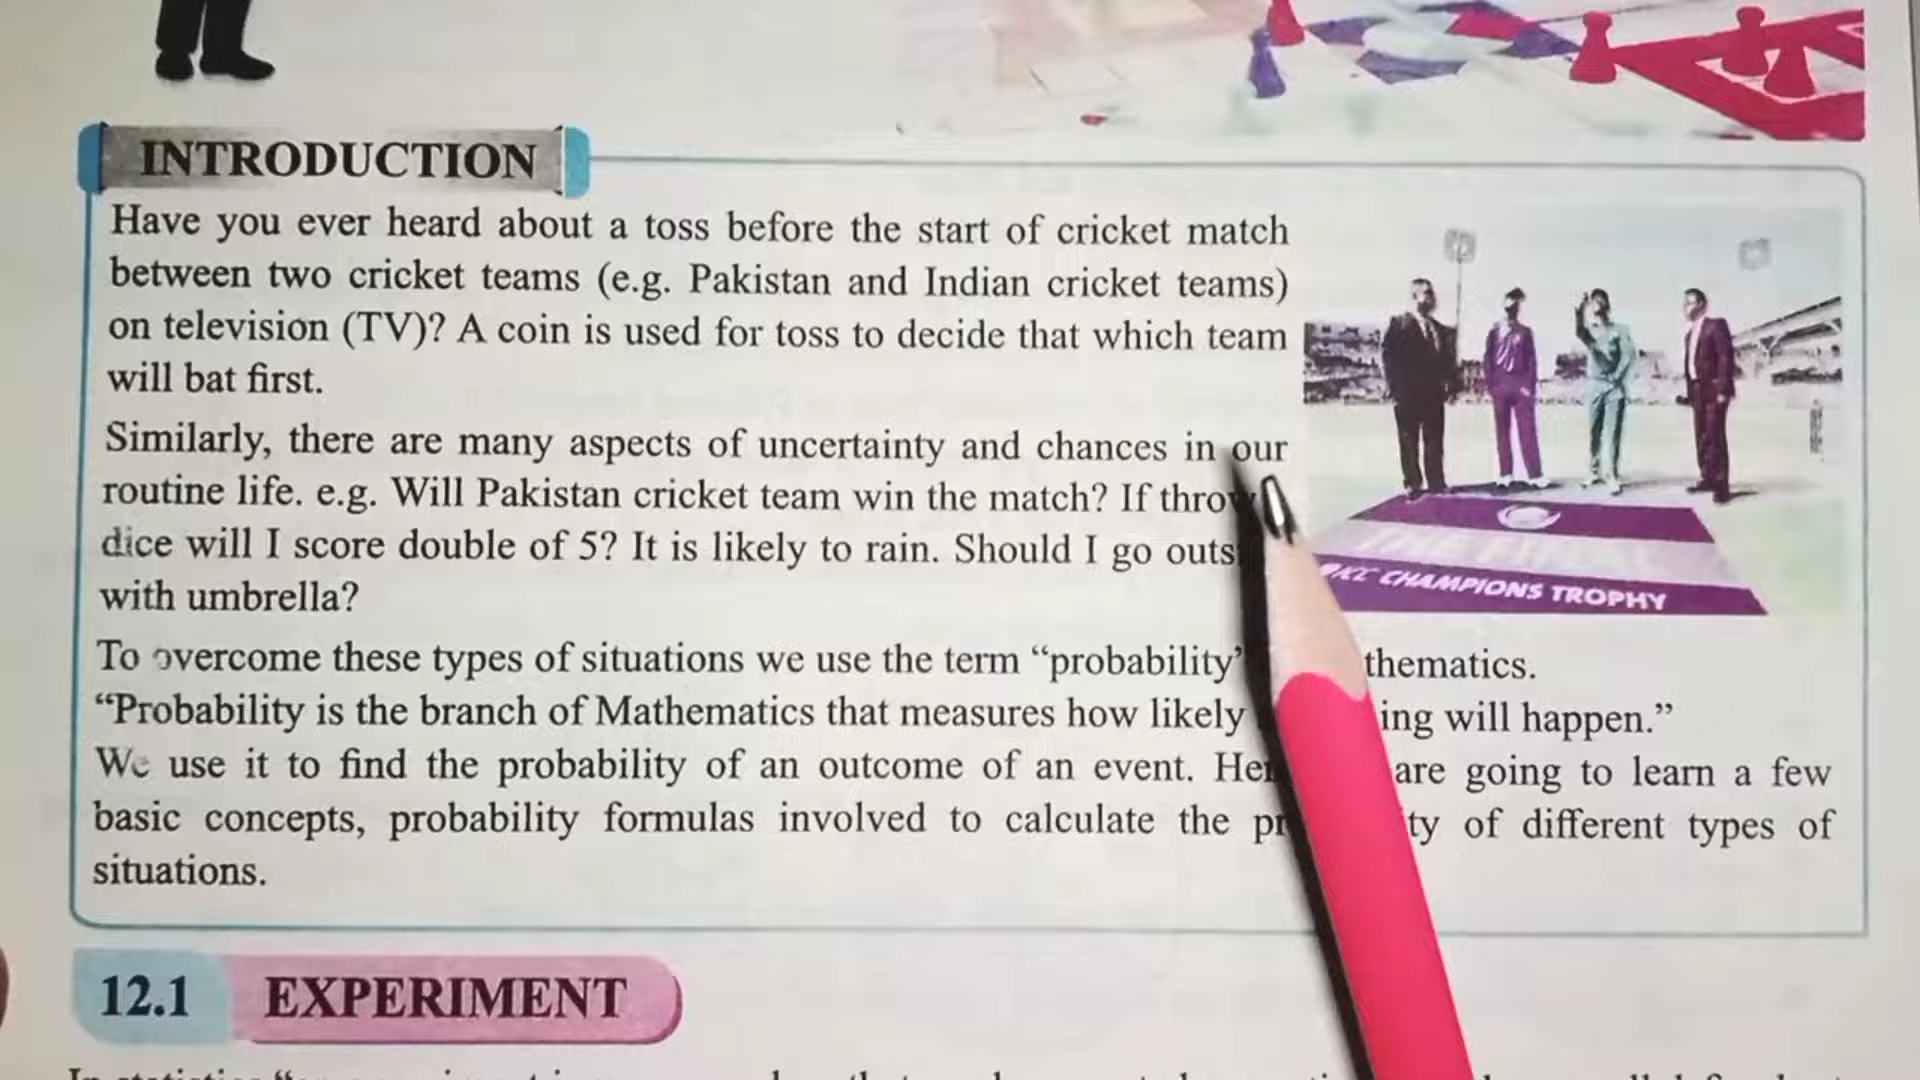 INTRODUCTION
Have you ever heard about a toss before the start of cricket match
between two cricket teams (e.g. Pakistan and Indian cricket teams)
on television (TV)? A coin is used for toss to decide that which team
will bat first.
Similarly, there are many aspects of uncertainty and chances in our
routine life. e.g. Will Pakistan cricket team win the match? If
dice will I score double of 5? It is likely to rain. Should I go
with umbrella?
To overcome these types of situations we use the term “probability”
“Probability is the branch of Mathematics that measures how likely will happen.”
We use it to find the probability of an outcome of an event. are going to learn a few
basic concepts, probability formulas involved to calculate the of different types of
situations.
THE FINAL
CHAMPIONS TROPHY
12.1 EXPERIMENT